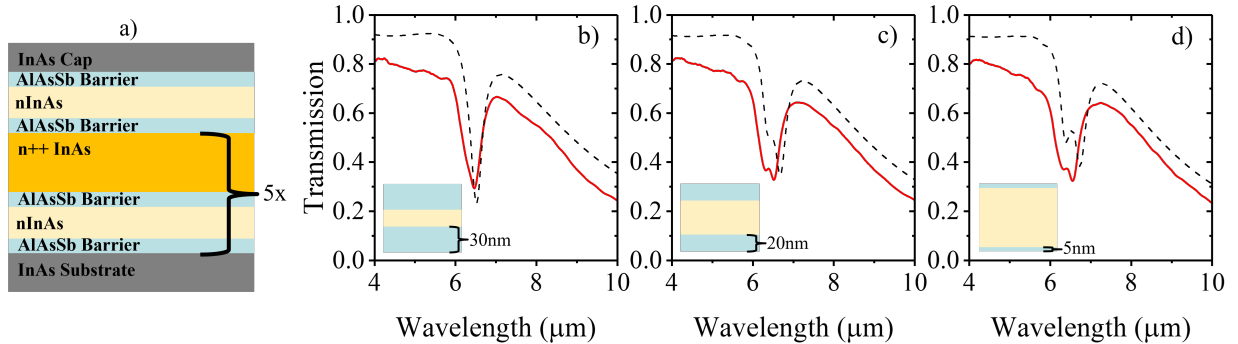 a)
InAs Cap
AlAsSb Barrier
nInAs
AlAsSb Barrier
n++ InAs
5x
AlAsSb Barrier
nInAs
AlAsSb Barrier
InAs Substrate
Transmission
1.0
0.8
0.6
0.4
0.2
0.0
b)
30nm
4 6 8 10
Wavelength (μm)
1.0
0.8
0.6
0.4
0.2
0.0
c)
20nm
4 6 8 10
Wavelength (μm)
1.0
0.8
0.6
0.4
0.2
0.0
d)
5nm
4 6 8 10
Wavelength (μm)